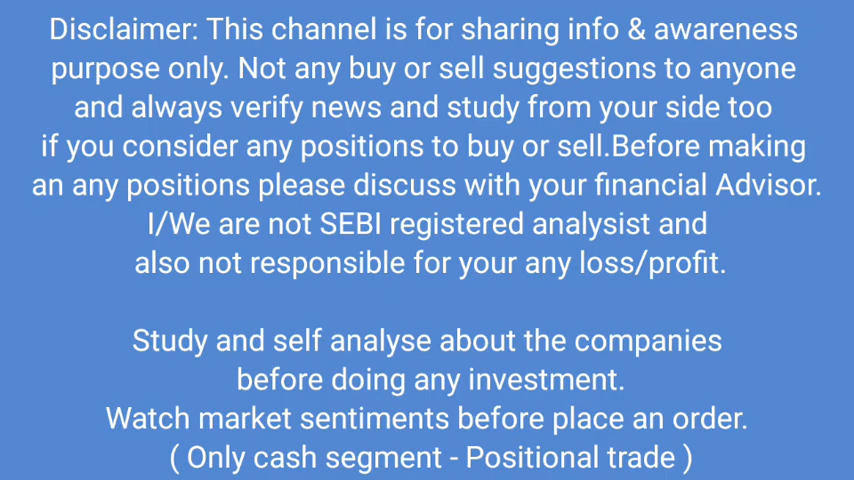 Disclaimer: This channel is for sharing info & awareness
purpose only. Not any buy or sell suggestions to anyone
and always verify news and study from your side too
if you consider any positions to buy or sell.Before making
an any positions please discuss with your financial Advisor.
I/We are not SEBI registered analysist and
also not responsible for your any loss/profit.
Study and self analyse about the companies
before doing any investment.
Watch market sentiments before place an order.
( Only cash segment - Positional trade )